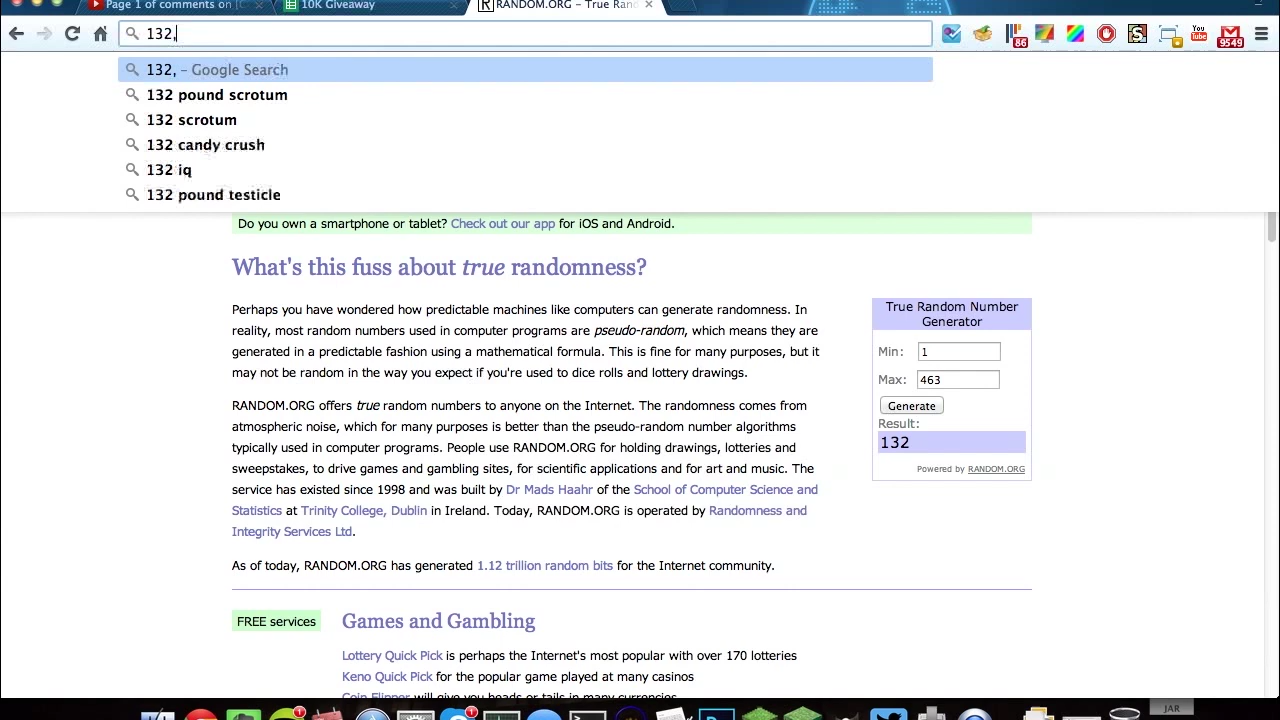 Page 1 of comments on
10K Giveaway
RANDOM.ORG - True Ran
132,
86
You
Tube
9549
132, – Google Search
132 pound scrotum
132 scrotum
132 candy crush
132 iq
132 pound testicle
Do you own a smartphone or tablet? Check out our app for iOS and Android.
What's this fuss about true randomness?
Perhaps you have wondered how predictable machines like computers can generate randomness. In
reality, most random numbers used in computer programs are pseudo-random, which means they are
generated in a predictable fashion using a mathematical formula. This is fine for many purposes, but it
may not be random in the way you expect if you're used to dice rolls and lottery drawings.
RANDOM.ORG offers true random numbers to anyone on the Internet. The randomness comes from
atmospheric noise, which for many purposes is better than the pseudo-random number algorithms
typically used in computer programs. People use RANDOM.ORG for holding drawings, lotteries and
sweepstakes, to drive games and gambling sites, for scientific applications and for art and music. The
service has existed since 1998 and was built by Dr Mads Haahr of the School of Computer Science and
Statistics at Trinity College, Dublin in Ireland. Today, RANDOM.ORG is operated by Randomness and
Integrity Services Ltd.
As of today, RANDOM.ORG has generated 1.12 trillion random bits for the Internet community.
True Random Number
Generator
Min: 1
Max: 463
Generate
Result:
132
Powered by RANDOM.ORG
FREE services
Games and Gambling
Lottery Quick Pick is perhaps the Internet's most popular with over 170 lotteries
Keno Quick Pick for the popular game played at many casinos
Coin Flipper will give you heads or tails in many currencies
JAR